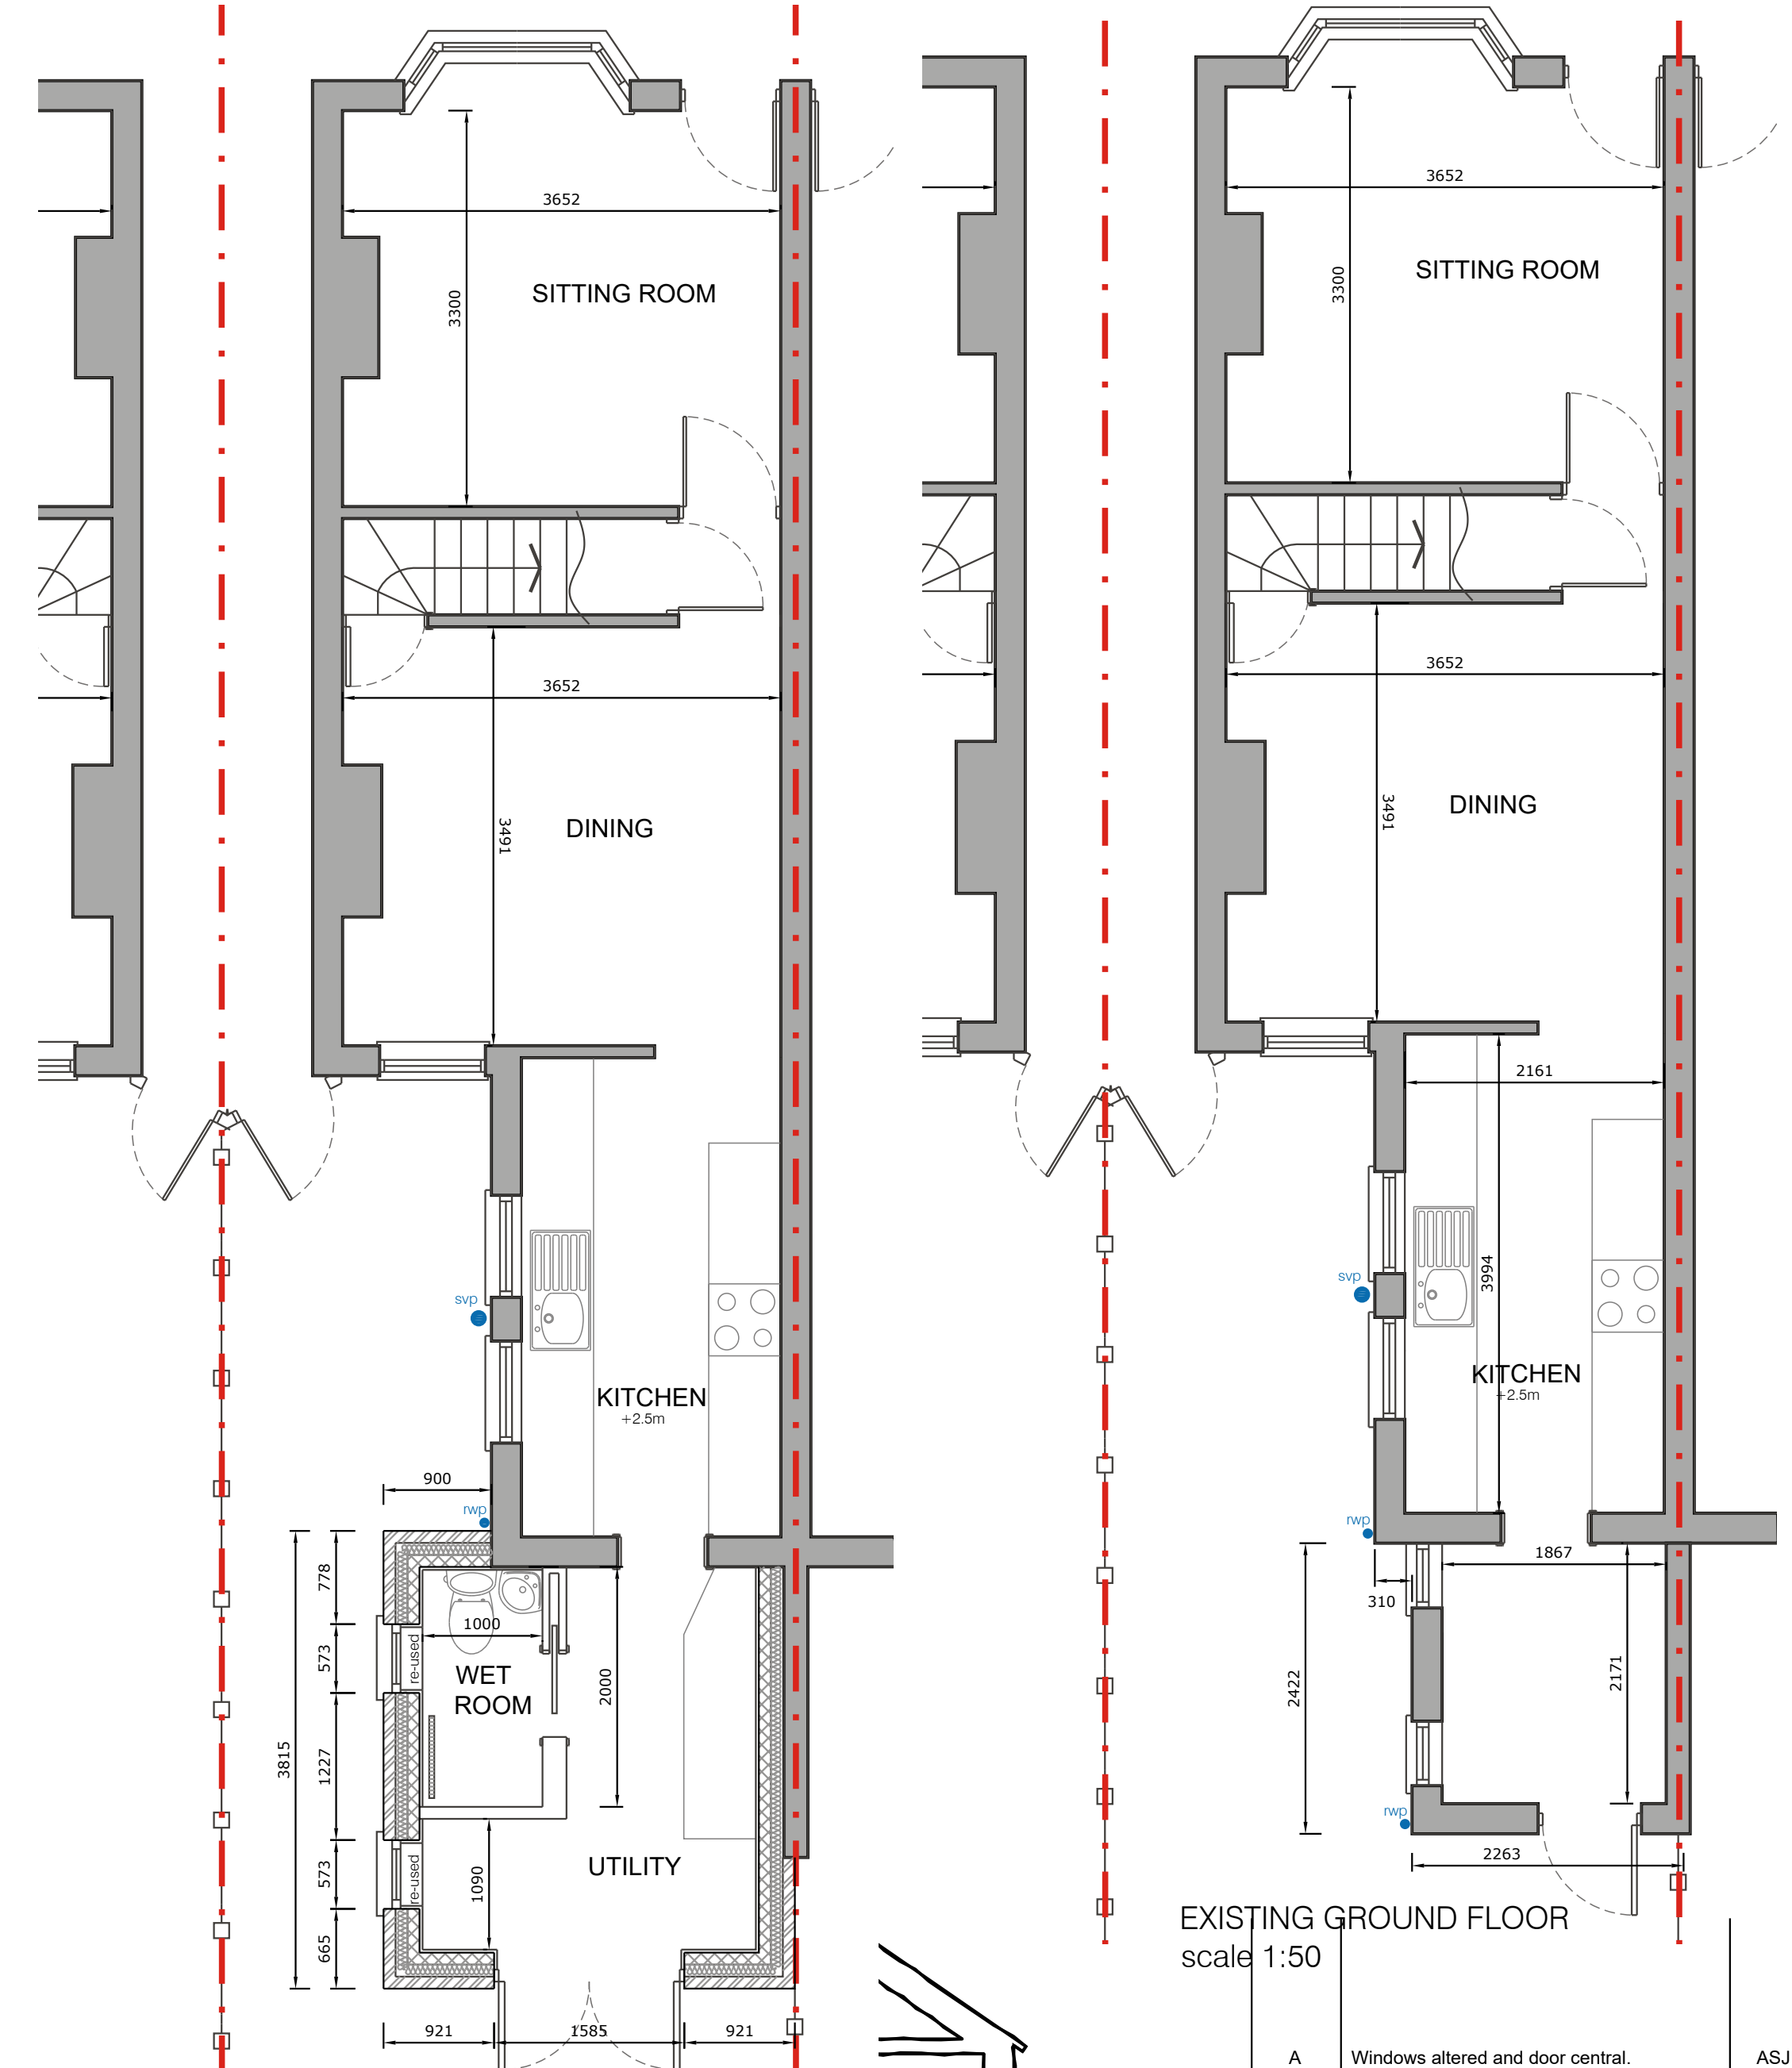 3652
3300
SITTING ROOM
3652
3491
DINING
svp
KITCHEN
+2.5m
900
rwp
778
573
1227
573
665
3815
re-used
re-used
1000
WET
ROOM
2000
1090
UTILITY
921
1585
921
3652
3300
SITTING ROOM
3652
3491
DINING
2161
3994
svp
KITCHEN
+2.5m
rwp
1867
310
2422
2171
rwp
2263
EXISTING GROUND FLOOR
scale 1:50
A Windows altered and door central. ASJ